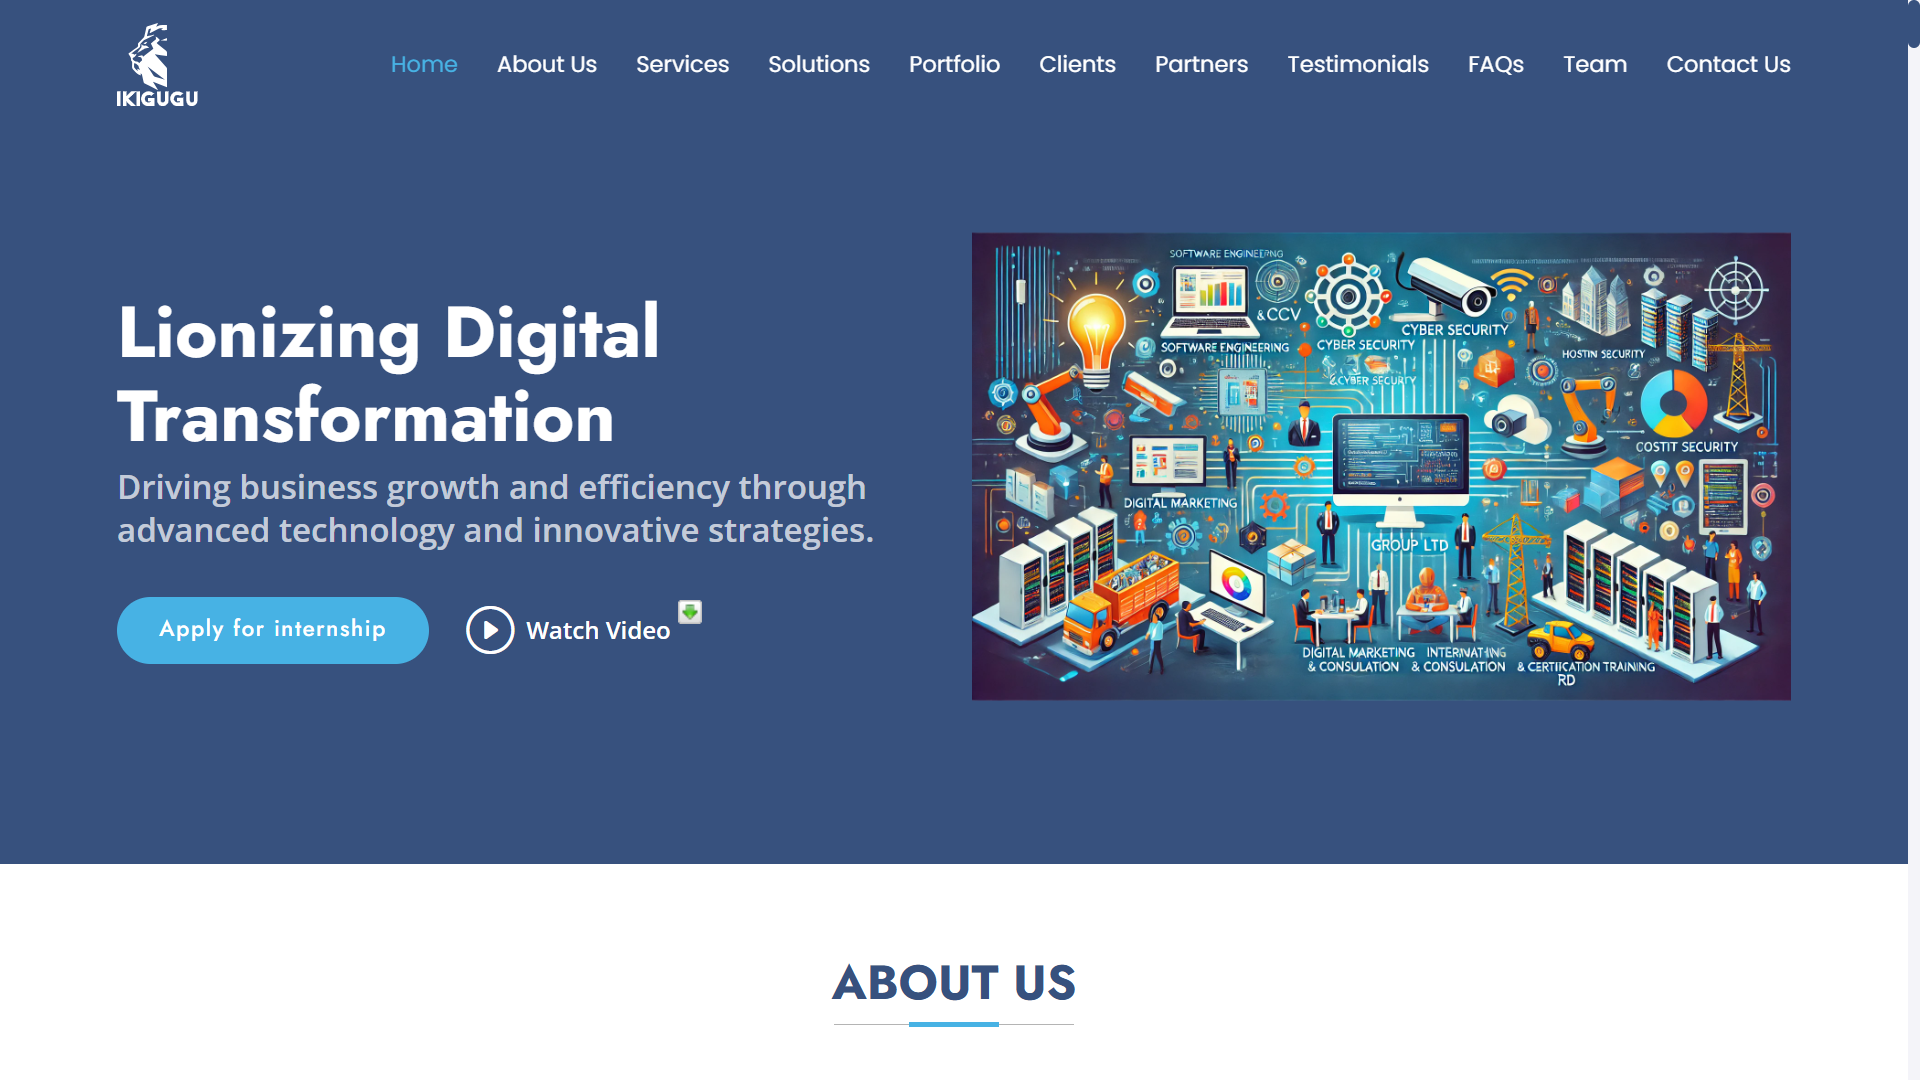 IKIGUGU
Home About Us Services Solutions Portfolio Clients Partners Testimonials FAQs Team Contact Us
Lionizing Digital
Transformation
Driving business growth and efficiency through
advanced technology and innovative strategies.
Apply for internship
Watch Video
SOFTWARE ENGINEERNG
&CCV
SOFTWARE ENGINEERING
CYBER SECURITY
CYBER SECURITY
&CYBER SECURITY
HOSTIN SECURITY
COSTIT SECURITY
DIGITAL MARKETING
GROUP LTD
DIGITAL MARKETING
& CONSULATION
& CONSULATION
& CERTIICATION TRAINING
RD
ABOUT US